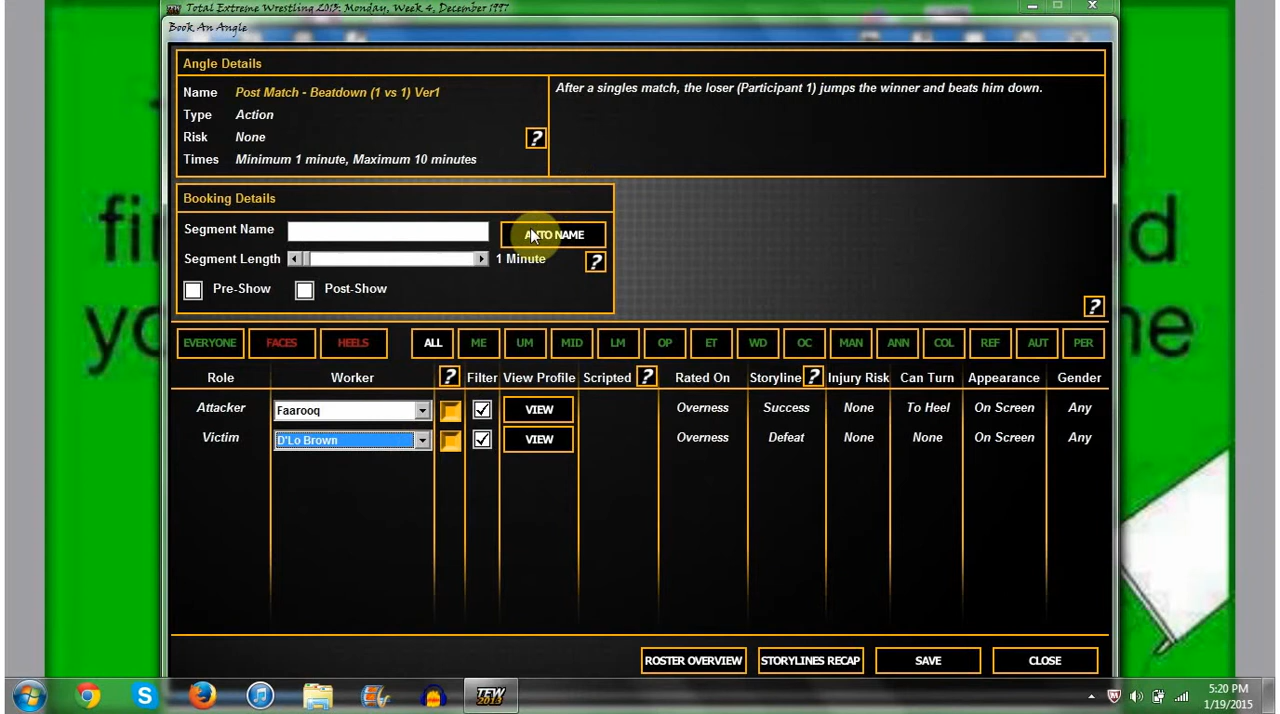 Total Extreme Wrestling 2013: Monday, Week 4, December 1997
Book An Angle
Angle Details
Name Post Match - Beatdown (1 vs 1) Ver1
Type Action
Risk None
?
Times Minimum 1 minute, Maximum 10 minutes
After a singles match, the loser (Participant 1) jumps the winner and beats him down.
Booking Details
Segment Name
AUTO NAME
Segment Length 1 Minute ?
Pre-Show Post-Show
?
EVERYONE FACES HEELS ALL ME UM MID LM OP ET WD OC MAN ANN COL REF AUT PER
Role Worker ? Filter View Profile Scripted ? Rated On Storyline ? Injury Risk Can Turn Appearance Gender
Attacker Faarooq VIEW Overness Success None To Heel On Screen Any
Victim D'Lo Brown VIEW Overness Defeat None None On Screen Any
ROSTER OVERVIEW STORYLINES RECAP SAVE CLOSE
TEW 2013
5:20 PM
1/19/2015